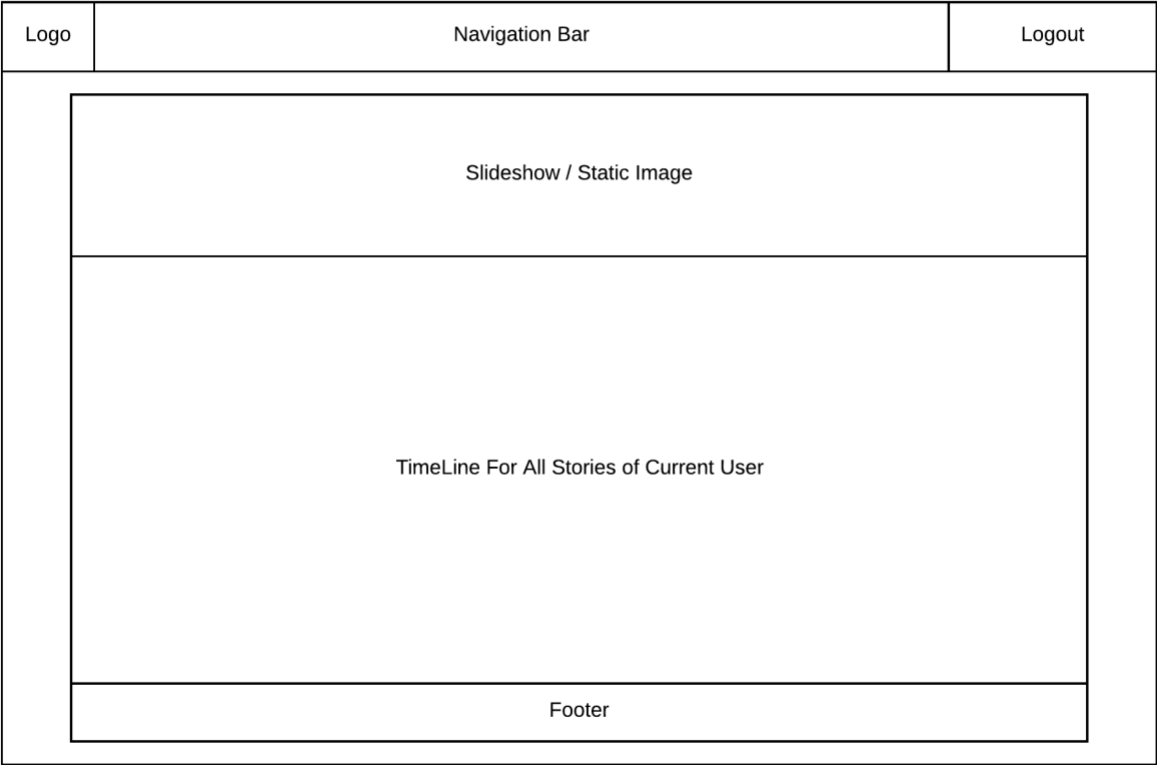 Logo
Navigation Bar
Logout
Slideshow / Static Image
TimeLine For All Stories of Current User
Footer